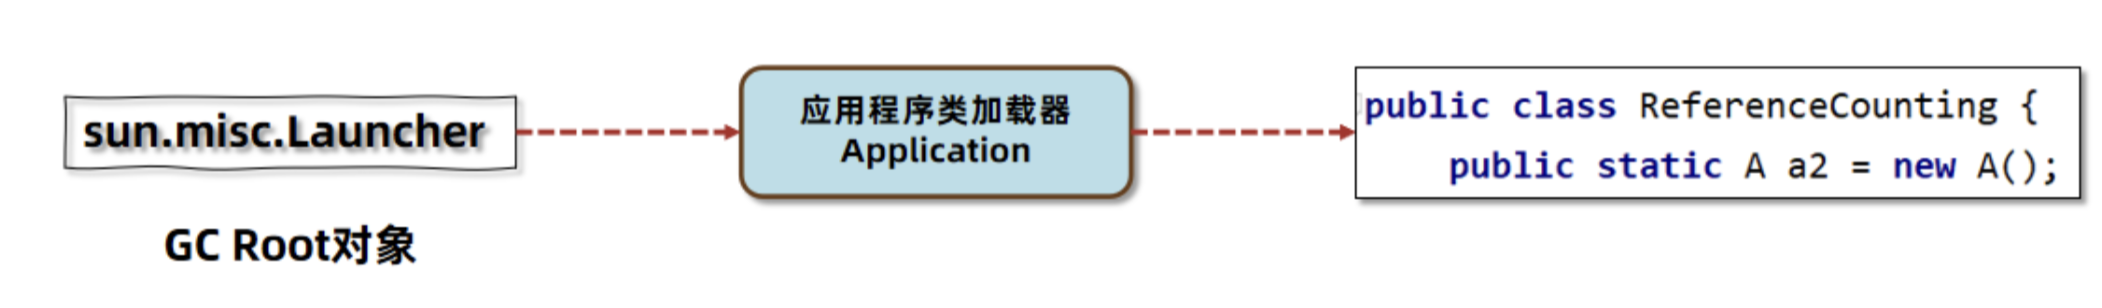 sun.misc.Launcher
GC Root对象
应用程序类加载器
Application
public class ReferenceCounting {
public static A a2 = new A();